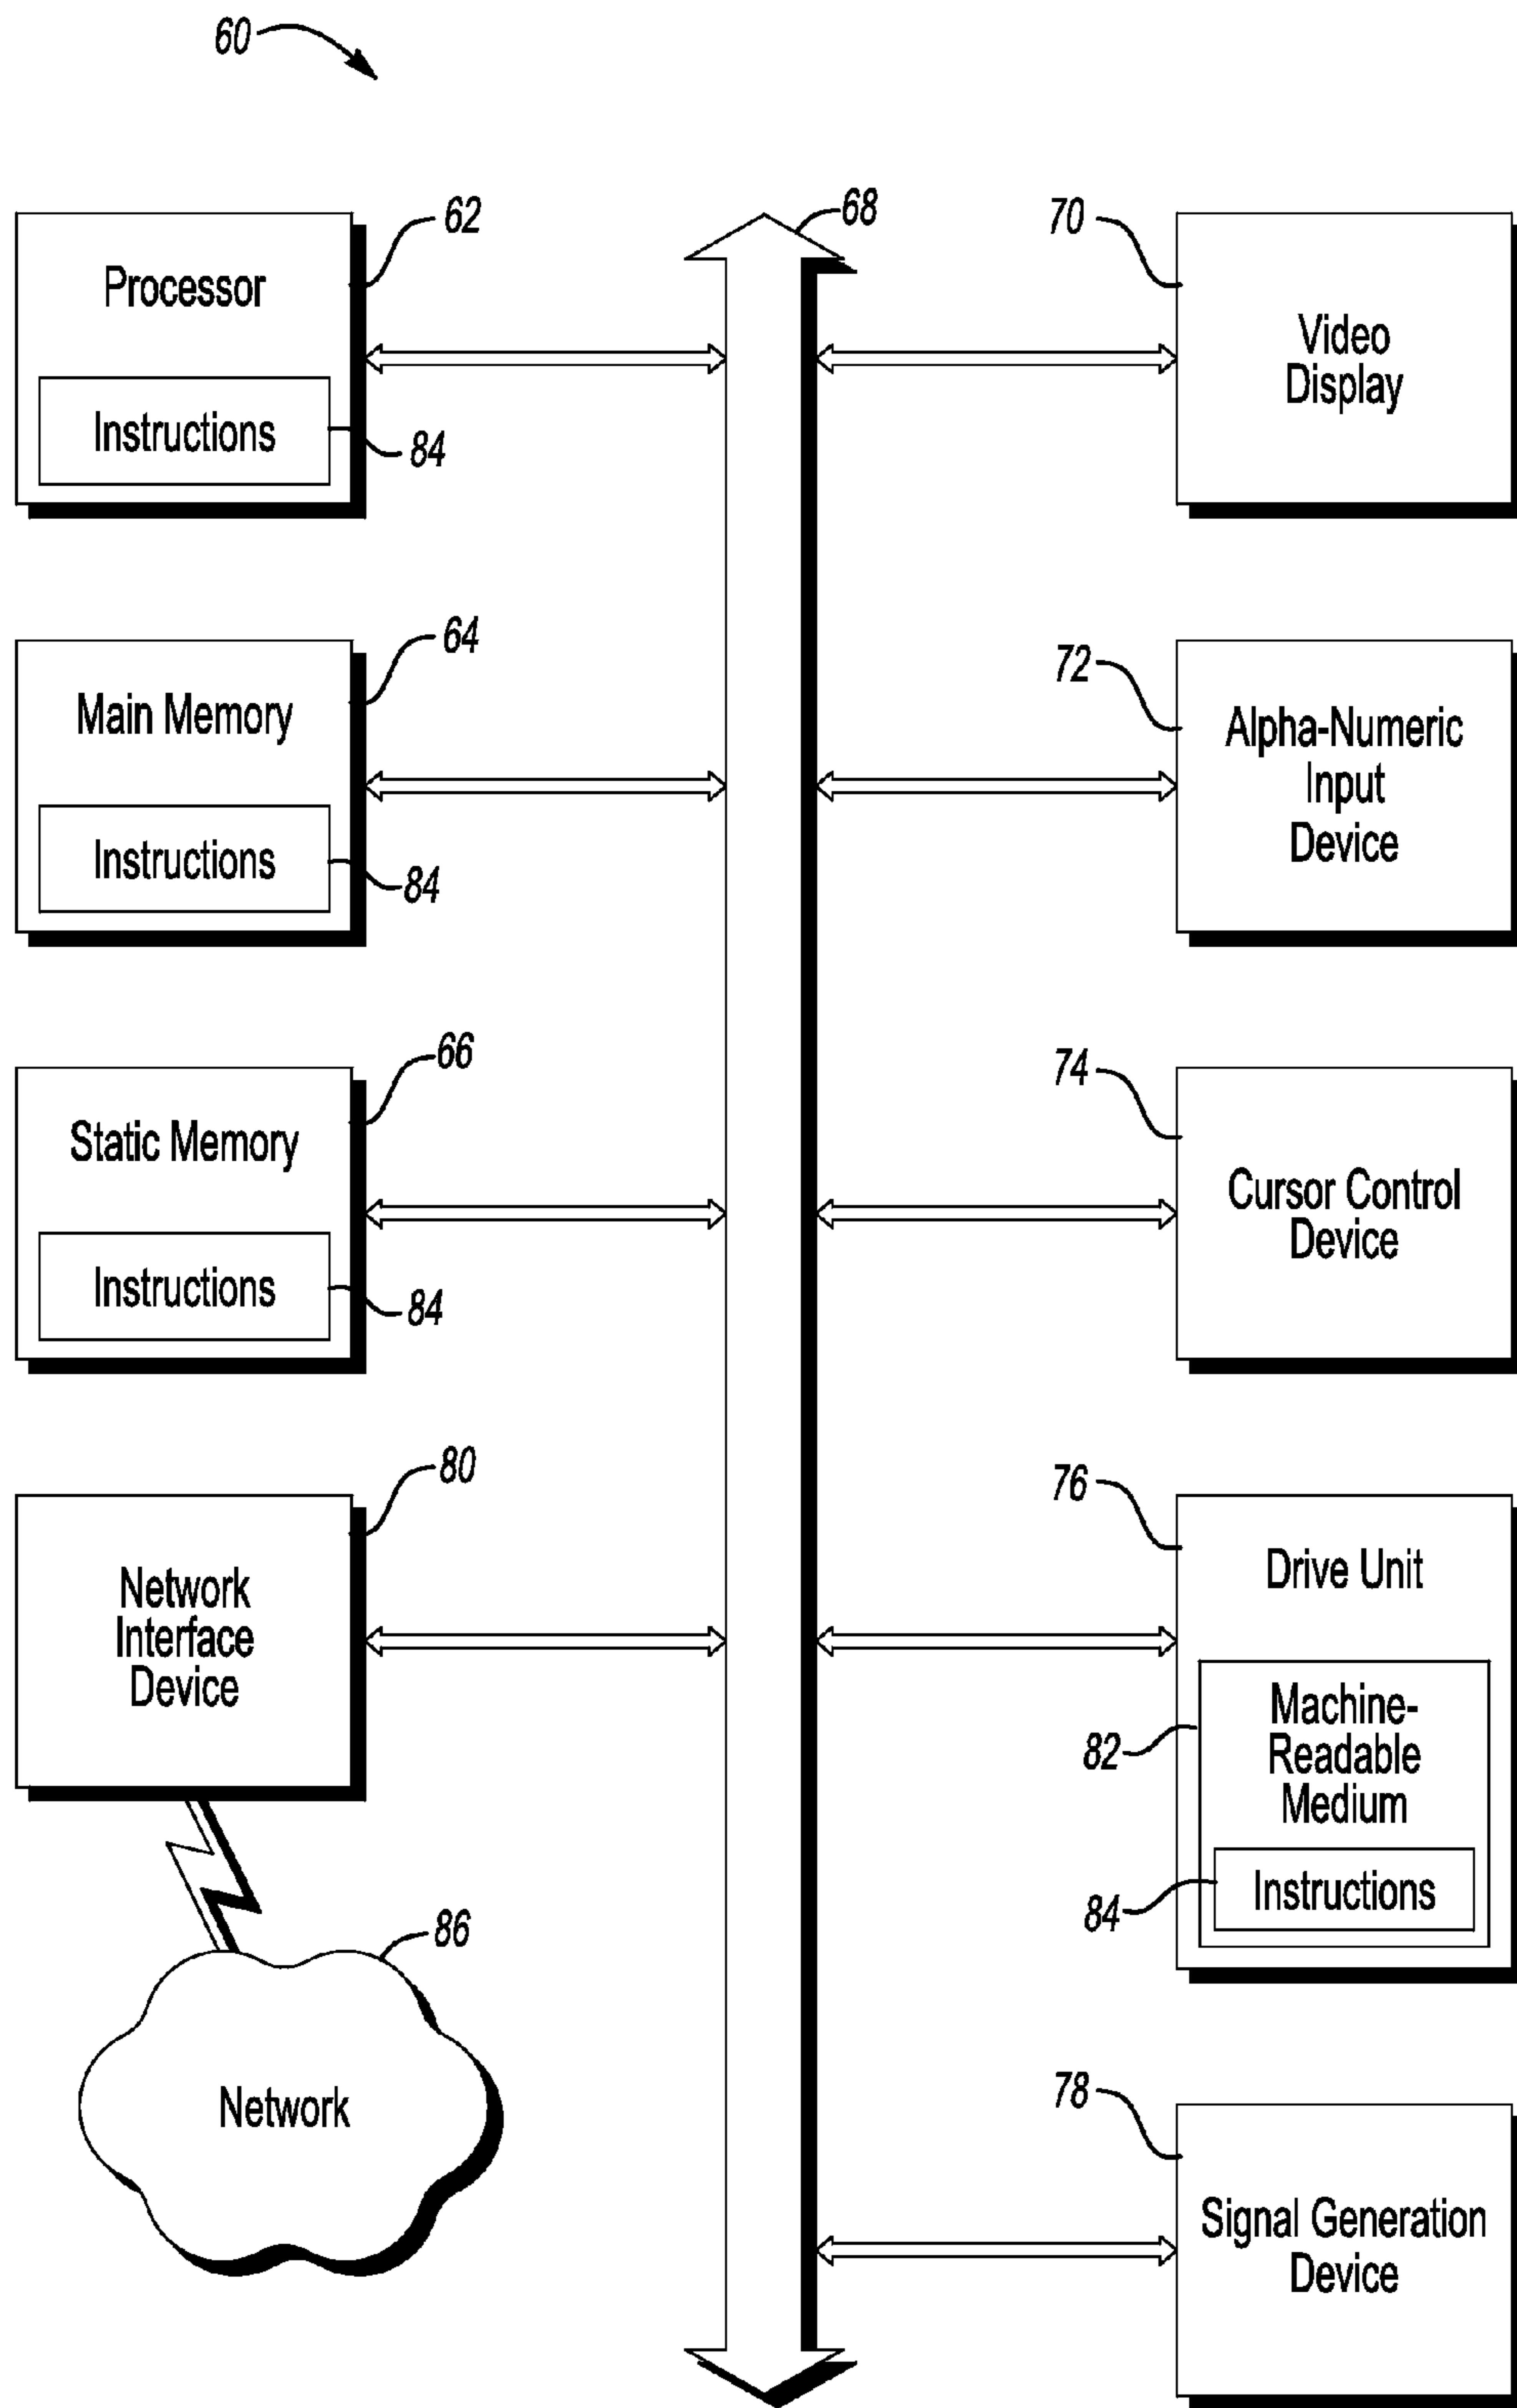 60
62
Processor
Instructions
84
64
Main Memory
Instructions
84
66
Static Memory
Instructions
84
80
Network
Interface
Device
86
Network
68
70
Video
Display
72
Alpha-Numeric
Input
Device
74
Cursor Control
Device
76
Drive Unit
82
Machine-
Readable
Medium
84
Instructions
78
Signal Generation
Device